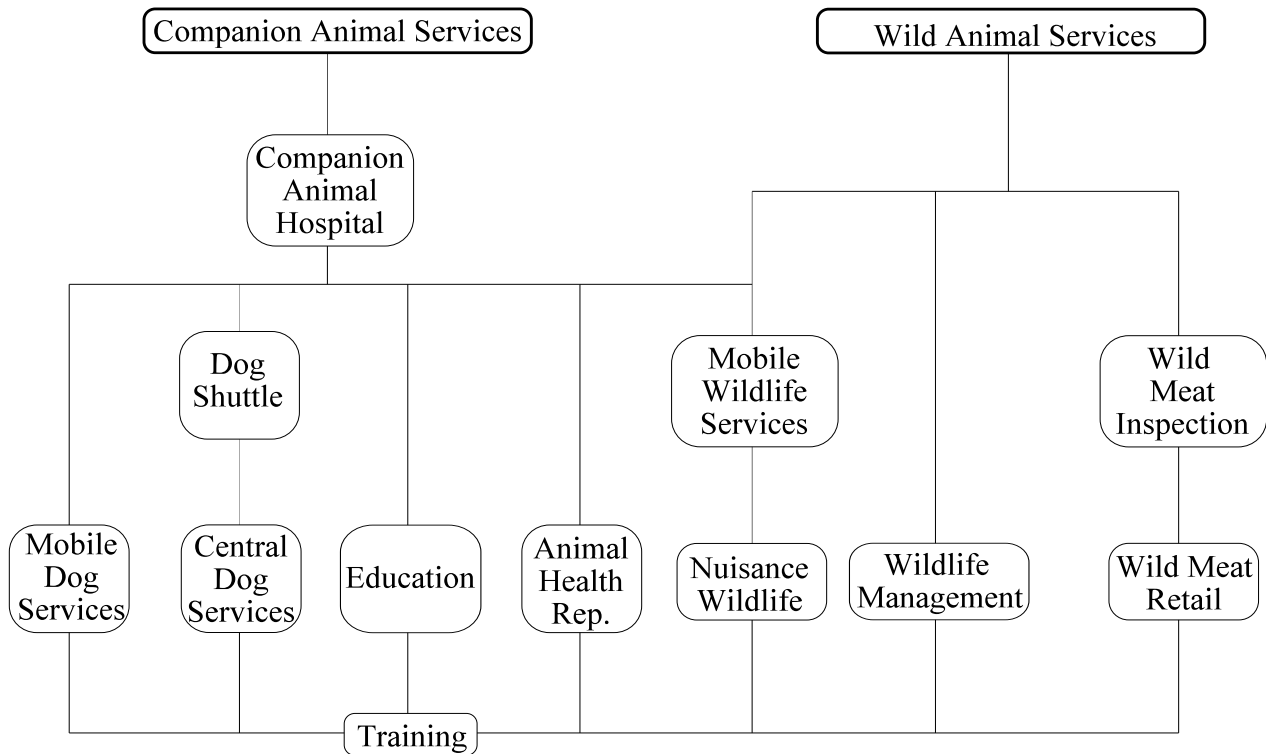 Companion Animal Services
Wild Animal Services
Companion
Animal
Hospital
Dog
Shuttle
Mobile
Wildlife
Services
Wild
Meat
Inspection
Mobile
Dog
Services
Central
Dog
Services
Education
Animal
Health
Rep.
Nuisance
Wildlife
Wildlife
Management
Wild Meat
Retail
Training